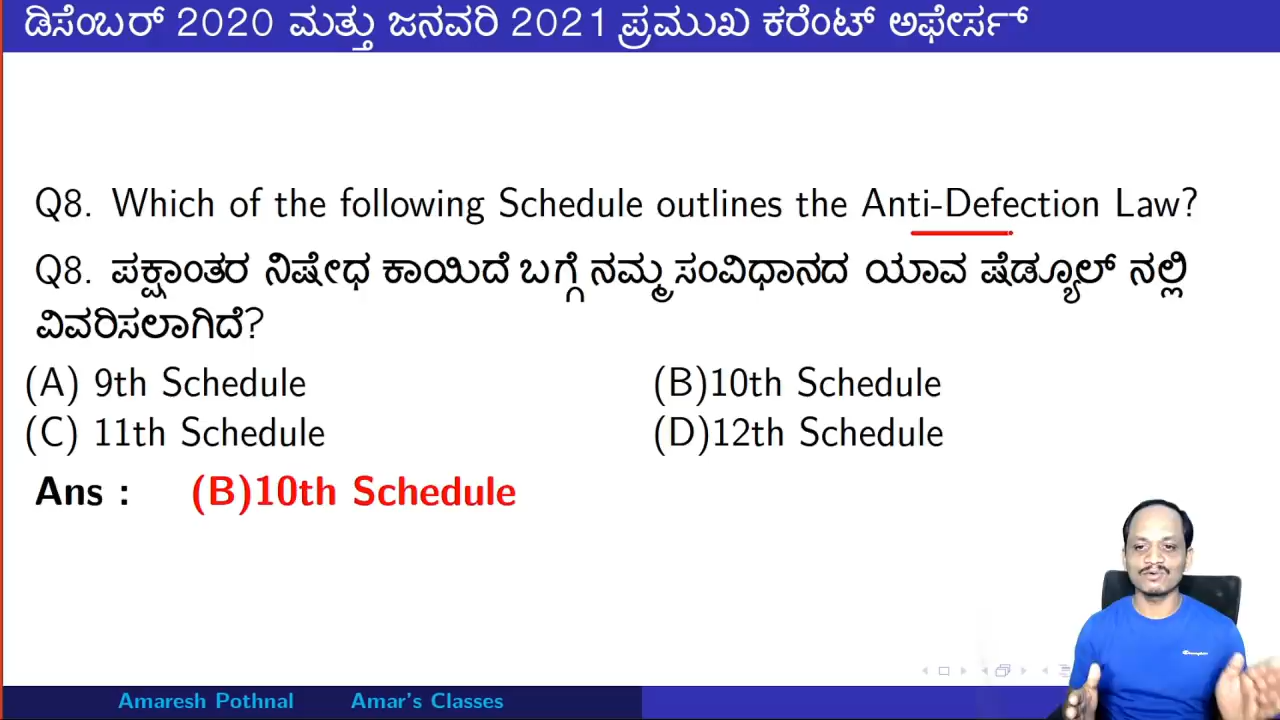 ಡಿಸೆಂಬರ್ 2020 ಮತ್ತು ಜನವರಿ 2021 ಪ್ರಮುಖ ಕರೆಂಟ್ ಅಫೇರ್ಸ್
Q8. Which of the following Schedule outlines the Anti-Defection Law?
Q8. ಪಕ್ಷಾಂತರ ನಿಷೇಧ ಕಾಯಿದೆ ಬಗ್ಗೆ ನಮ್ಮ ಸಂವಿಧಾನದ ಯಾವ ಷೆಡ್ಯೂಲ್ ನಲ್ಲಿ
ವಿವರಿಸಲಾಗಿದೆ?
(A) 9th Schedule (B)10th Schedule
(C) 11th Schedule (D)12th Schedule
Ans : (B)10th Schedule
Amaresh Pothnal Amar's Classes